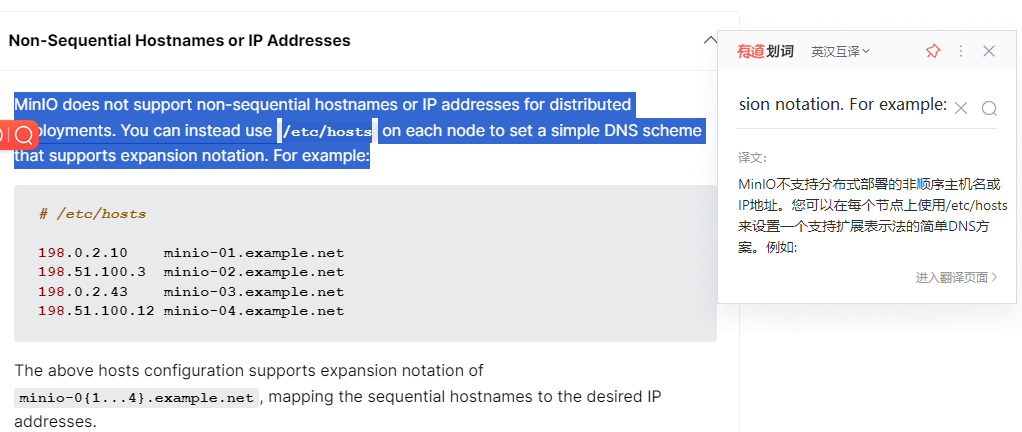 Non-Sequential Hostnames or IP Addresses
MinIO does not support non-sequential hostnames or IP addresses for distributed
ployments. You can instead use /etc/hosts on each node to set a simple DNS scheme
that supports expansion notation. For example:
# /etc/hosts
198.0.2.10 minio-01.example.net
198.51.100.3 minio-02.example.net
198.0.2.43 minio-03.example.net
198.51.100.12 minio-04.example.net
The above hosts configuration supports expansion notation of
minio-0{1...4}.example.net, mapping the sequential hostnames to the desired IP
addresses.
有道划词 英汉互译
sion notation. For example:
译文:
MinIO不支持分布式部署的非顺序主机名或
IP地址。您可以在每个节点上使用/etc/hosts
来设置一个支持扩展表示法的简单DNS方
案。例如:
进入翻译页面